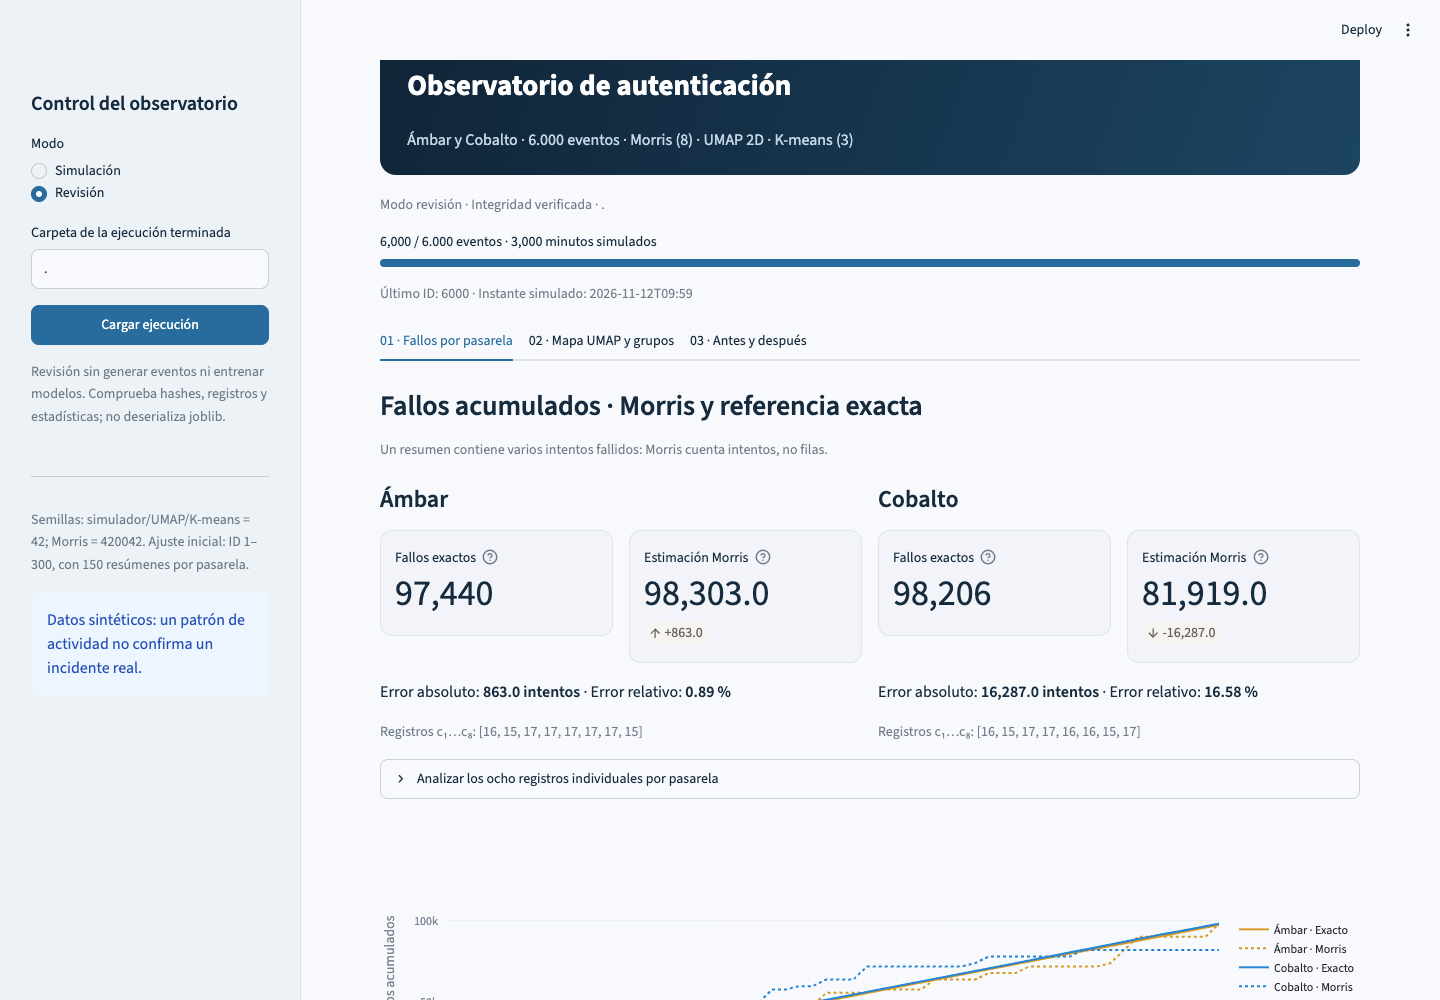 Deploy
Control del observatorio
Modo
Simulación
Revisión
Carpeta de la ejecución terminada
.
Cargar ejecución
Revisión sin generar eventos ni entrenar
modelos. Comprueba hashes, registros y
estadísticas; no deserializa joblib.
Semillas: simulador/UMAP/K-means =
42; Morris = 420042. Ajuste inicial: ID 1–
300, con 150 resúmenes por pasarela.
Datos sintéticos: un patrón de
actividad no confirma un
incidente real.
Observatorio de autenticación
Ámbar y Cobalto · 6.000 eventos · Morris (8) · UMAP 2D · K-means (3)
Modo revisión · Integridad verificada · .
6,000 / 6.000 eventos · 3,000 minutos simulados
Último ID: 6000 · Instante simulado: 2026-11-12T09:59
01 · Fallos por pasarela 02 · Mapa UMAP y grupos 03 · Antes y después
Fallos acumulados · Morris y referencia exacta
Un resumen contiene varios intentos fallidos: Morris cuenta intentos, no filas.
Ámbar
Fallos exactos
97,440
Estimación Morris
98,303.0
↑ +863.0
Error absoluto: 863.0 intentos · Error relativo: 0.89 %
Registros c₁…c₈: [16, 15, 17, 17, 17, 17, 17, 15]
Cobalto
Fallos exactos
98,206
Estimación Morris
81,919.0
↓ -16,287.0
Error absoluto: 16,287.0 intentos · Error relativo: 16.58 %
Registros c₁…c₈: [16, 15, 17, 17, 16, 16, 15, 17]
Analizar los ocho registros individuales por pasarela
acumulados
100k
Ámbar · Exacto
Ámbar · Morris
Cobalto · Exacto
Cobalto · Morris